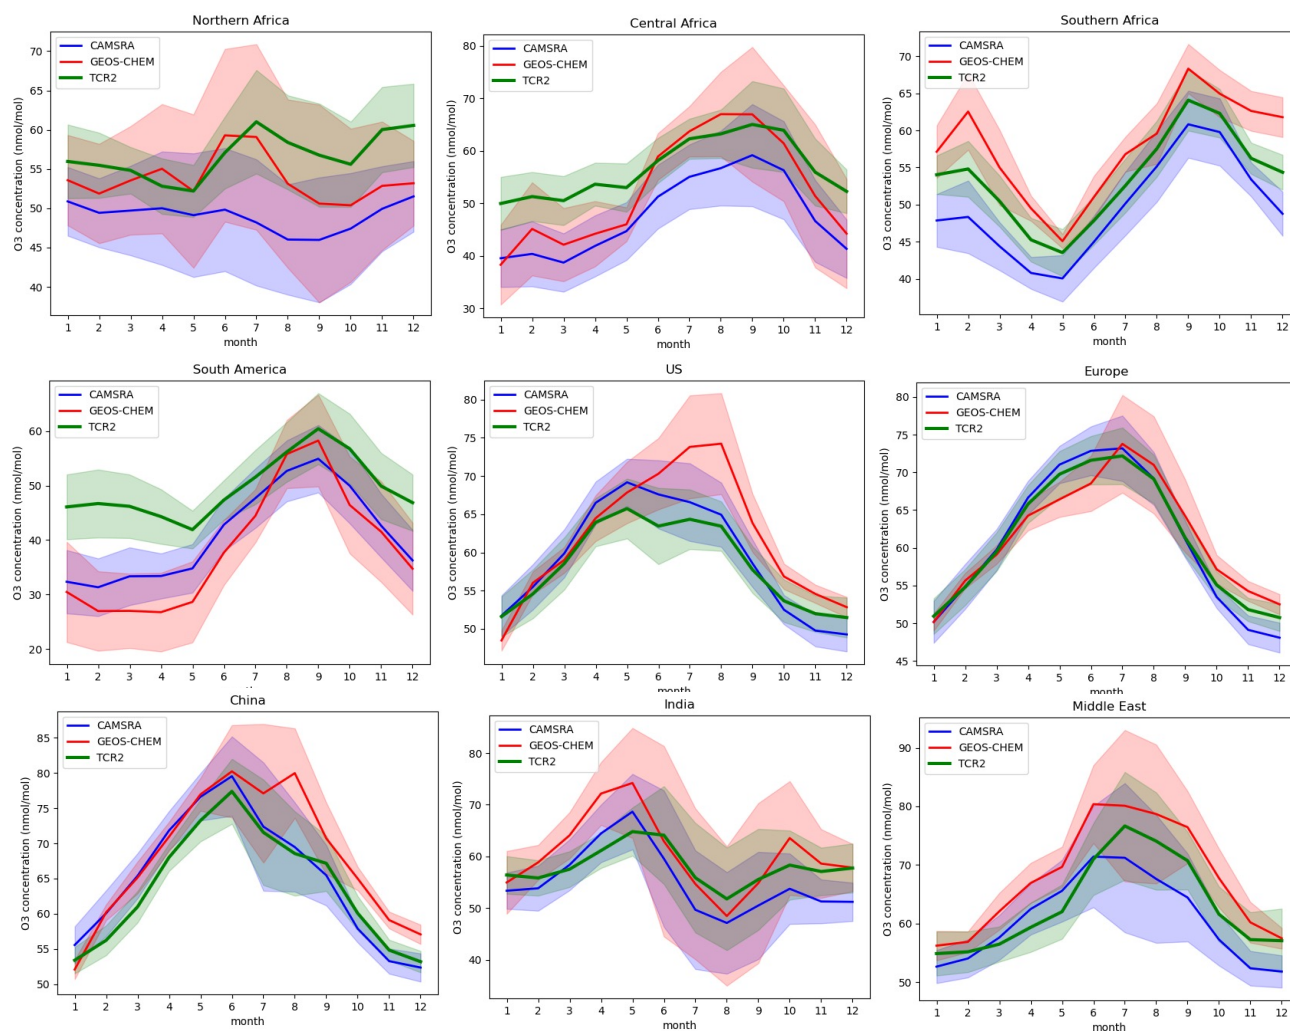 Northern Africa
CAMSRA
GEOS-CHEM
TCR2
O3 concentration (nmol/mol)
70
65
60
55
50
45
40
1 2 3 4 5 6 7 8 9 10 11 12
month
Central Africa
CAMSRA
GEOS-CHEM
TCR2
O3 concentration (nmol/mol)
80
70
60
50
40
30
1 2 3 4 5 6 7 8 9 10 11 12
month
Southern Africa
CAMSRA
GEOS-CHEM
TCR2
O3 concentration (nmol/mol)
70
65
60
55
50
45
40
1 2 3 4 5 6 7 8 9 10 11 12
month
South America
CAMSRA
GEOS-CHEM
TCR2
O3 concentration (nmol/mol)
60
50
40
30
20
1 2 3 4 5 6 7 8 9 10 11 12
US
CAMSRA
GEOS-CHEM
TCR2
O3 concentration (nmol/mol)
80
75
70
65
60
55
50
1 2 3 4 5 6 7 8 9 10 11 12
month
Europe
CAMSRA
GEOS-CHEM
TCR2
O3 concentration (nmol/mol)
80
75
70
65
60
55
50
45
1 2 3 4 5 6 7 8 9 10 11 12
month
China
CAMSRA
GEOS-CHEM
TCR2
O3 concentration (nmol/mol)
85
80
75
70
65
60
55
50
1 2 3 4 5 6 7 8 9 10 11 12
month
India
CAMSRA
GEOS-CHEM
TCR2
O3 concentration (nmol/mol)
80
70
60
50
40
1 2 3 4 5 6 7 8 9 10 11 12
month
Middle East
CAMSRA
GEOS-CHEM
TCR2
O3 concentration (nmol/mol)
90
80
70
60
50
1 2 3 4 5 6 7 8 9 10 11 12
month